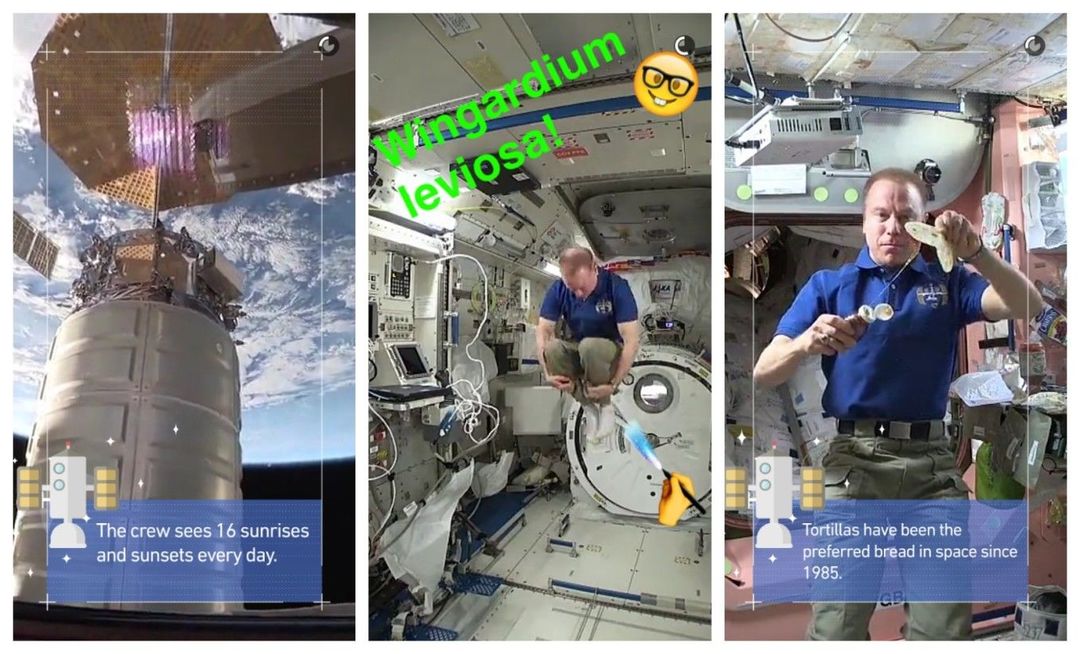 The crew sees 16 sunrises
and sunsets every day.
Wingardium
leviosa!
Tortillas have been the
preferred bread in space since
1985.